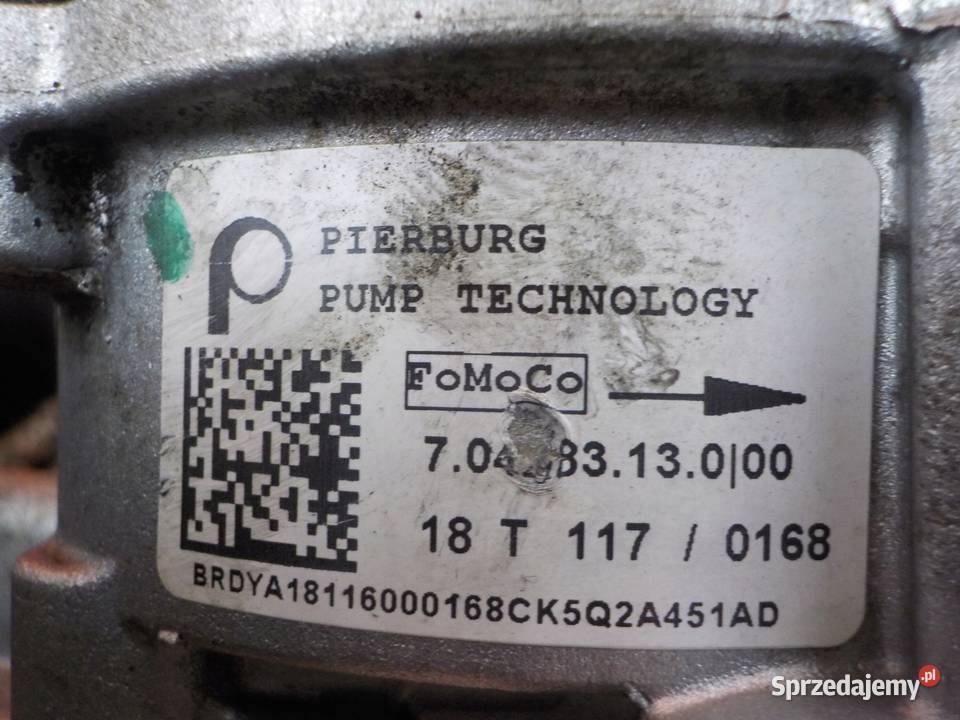 PIERBURG
PUMP TECHNOLOGY
FoMoCo
18 T 117 / 0168
BRDYA18116000168CK5Q2A451AD
Sprzedajemy.pl